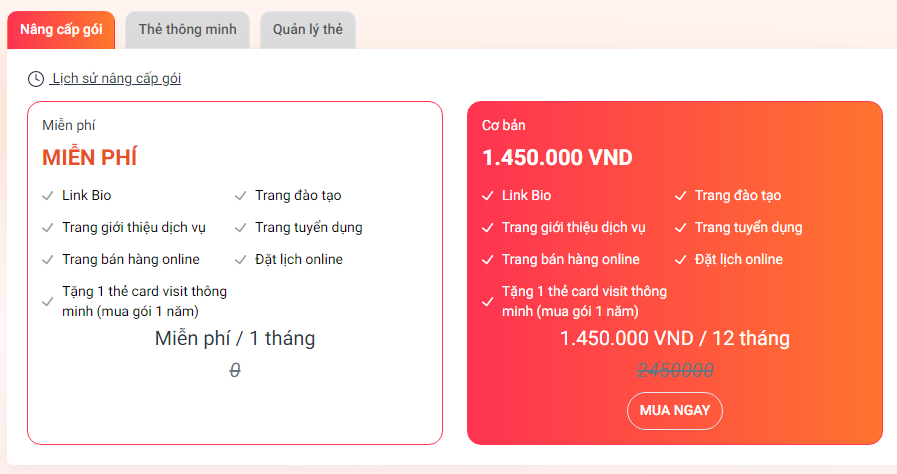 Nâng cấp gói
Thẻ thông minh
Quản lý thẻ
Lịch sử nâng cấp gói
Miễn phí
MIỄN PHÍ
Link Bio
Trang đào tạo
Trang giới thiệu dịch vụ
Trang tuyển dụng
Trang bán hàng online
Đặt lịch online
Tặng 1 thẻ card visit thông
minh (mua gói 1 năm)
Miễn phí / 1 tháng
0
Cơ bản
1.450.000 VND
Link Bio
Trang đào tạo
Trang giới thiệu dịch vụ
Trang tuyển dụng
Trang bán hàng online
Đặt lịch online
Tặng 1 thẻ card visit thông
minh (mua gói 1 năm)
1.450.000 VND / 12 tháng
2450000
MUA NGAY